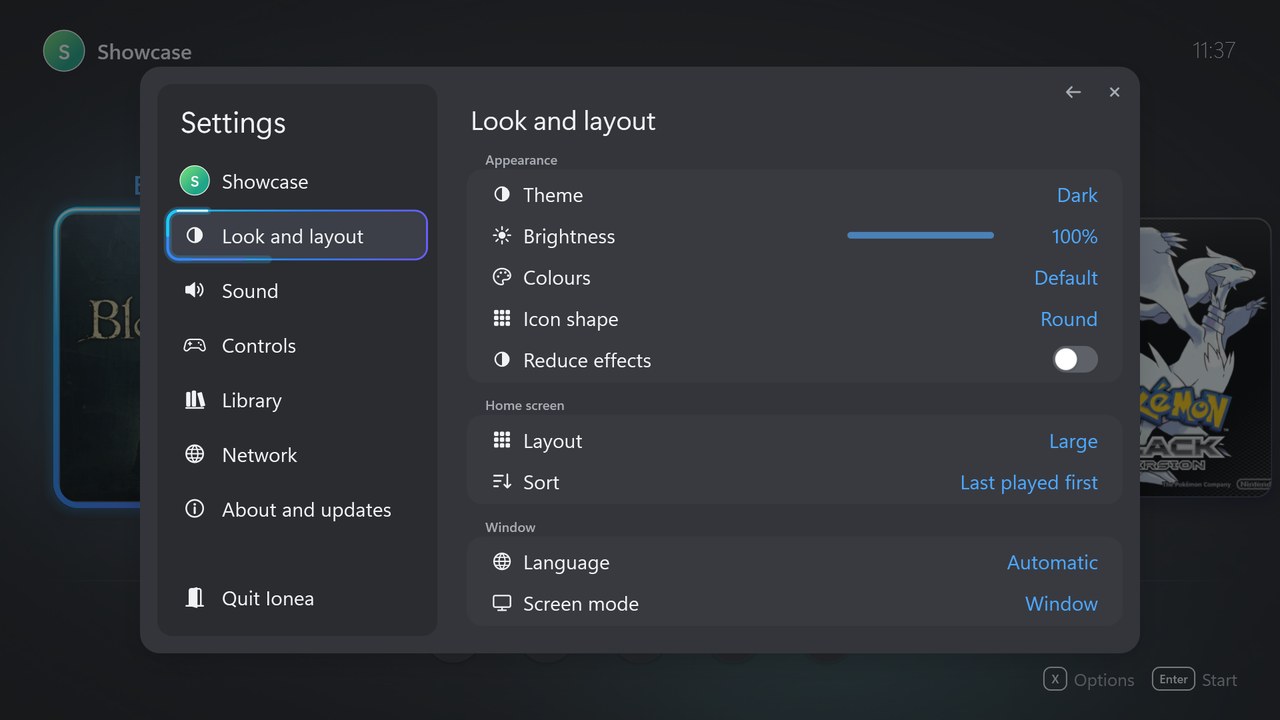 S Showcase
11:37
Settings
S Showcase
Look and layout
Sound
Controls
Library
Network
About and updates
Quit Ionea
Look and layout
Appearance
Theme Dark
Brightness 100%
Colours Default
Icon shape Round
Reduce effects
Home screen
Layout Large
Sort Last played first
Window
Language Automatic
Screen mode Window
X Options Enter Start